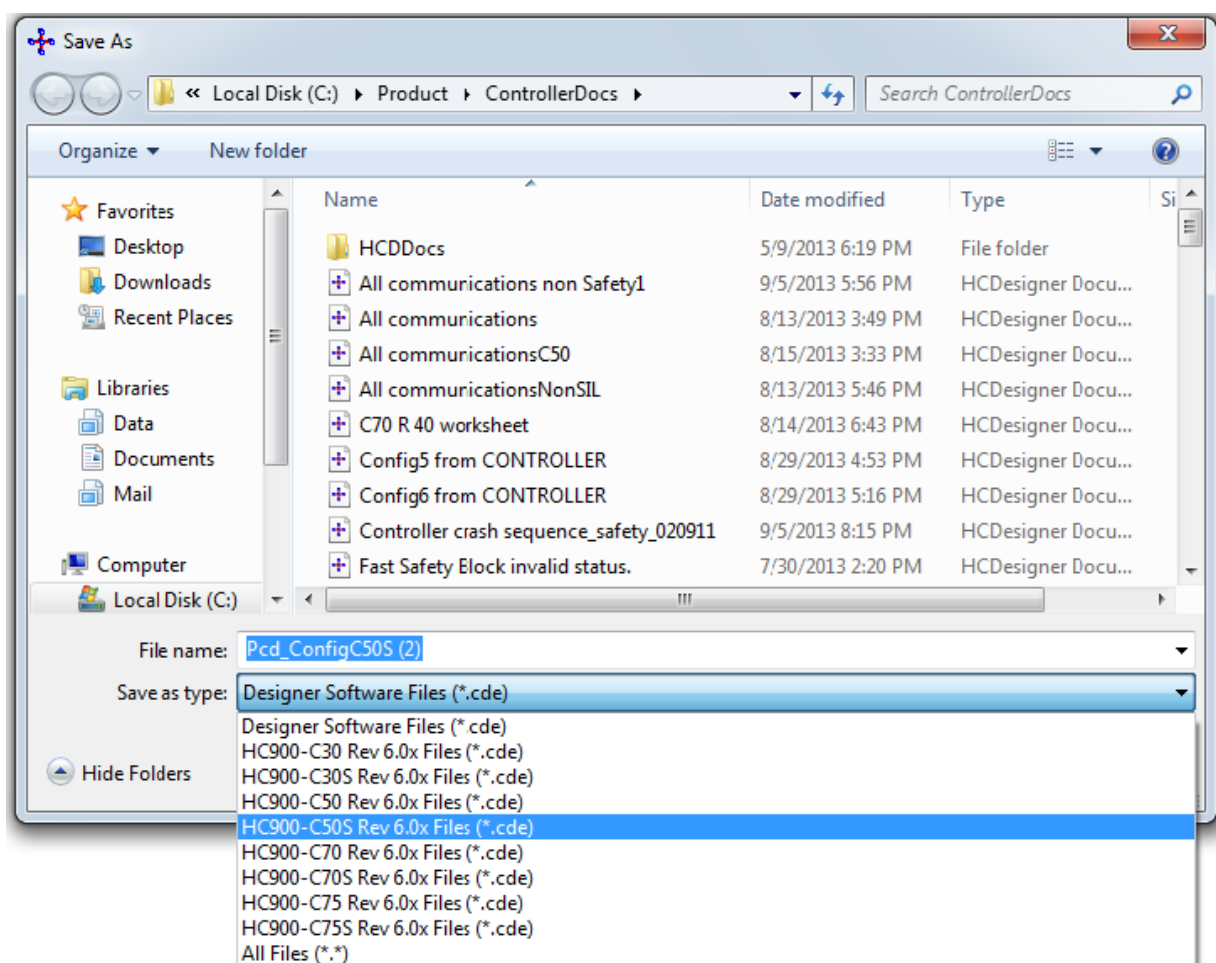 Save As
« Local Disk (C:) ▸ Product ▸ ControllerDocs ▸ Search ControllerDocs
Organize ▼ New folder
Favorites
Desktop
Downloads
Recent Places
Libraries
Data
Documents
Mail
Computer
Local Disk (C:)
Name Date modified Type Si
HCDDocs 5/9/2013 6:19 PM File folder
All communications non Safety1 9/5/2013 5:56 PM HCDesigner Docu...
All communications 8/13/2013 3:49 PM HCDesigner Docu...
All communicationsC50 8/15/2013 3:33 PM HCDesigner Docu...
All communicationsNonSIL 8/13/2013 5:46 PM HCDesigner Docu...
C70 R 40 worksheet 8/14/2013 6:43 PM HCDesigner Docu...
Config5 from CONTROLLER 8/29/2013 4:53 PM HCDesigner Docu...
Config6 from CONTROLLER 8/29/2013 5:16 PM HCDesigner Docu...
Controller crash sequence_safety_020911 9/5/2013 8:15 PM HCDesigner Docu...
Fast Safety Block invalid status. 7/30/2013 2:20 PM HCDesigner Docu...
File name: Pcd_ConfigC50S (2)
Save as type: Designer Software Files (*.cde)
Designer Software Files (*.cde)
HC900-C30 Rev 6.0x Files (*.cde)
HC900-C30S Rev 6.0x Files (*.cde)
HC900-C50 Rev 6.0x Files (*.cde)
HC900-C50S Rev 6.0x Files (*.cde)
HC900-C70 Rev 6.0x Files (*.cde)
HC900-C70S Rev 6.0x Files (*.cde)
HC900-C75 Rev 6.0x Files (*.cde)
HC900-C75S Rev 6.0x Files (*.cde)
All Files (*.*)
Hide Folders